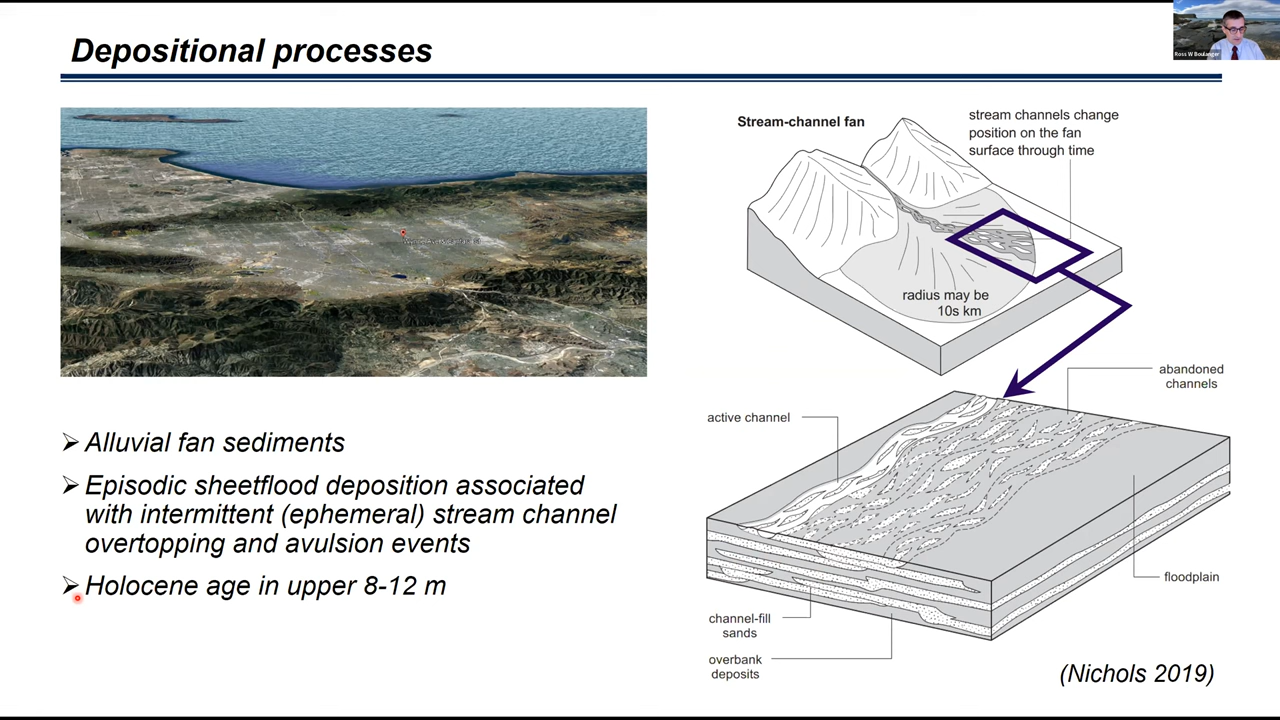 Depositional processes
Ross W Boulanger
Stream-channel fan
stream channels change
position on the fan
surface through time
radius may be
10s km
abandoned
channels
active channel
floodplain
channel-fill
sands
overbank
deposits
(Nichols 2019)
➢ Alluvial fan sediments
➢ Episodic sheetflood deposition associated
with intermittent (ephemeral) stream channel
overtopping and avulsion events
➢ Holocene age in upper 8-12 m